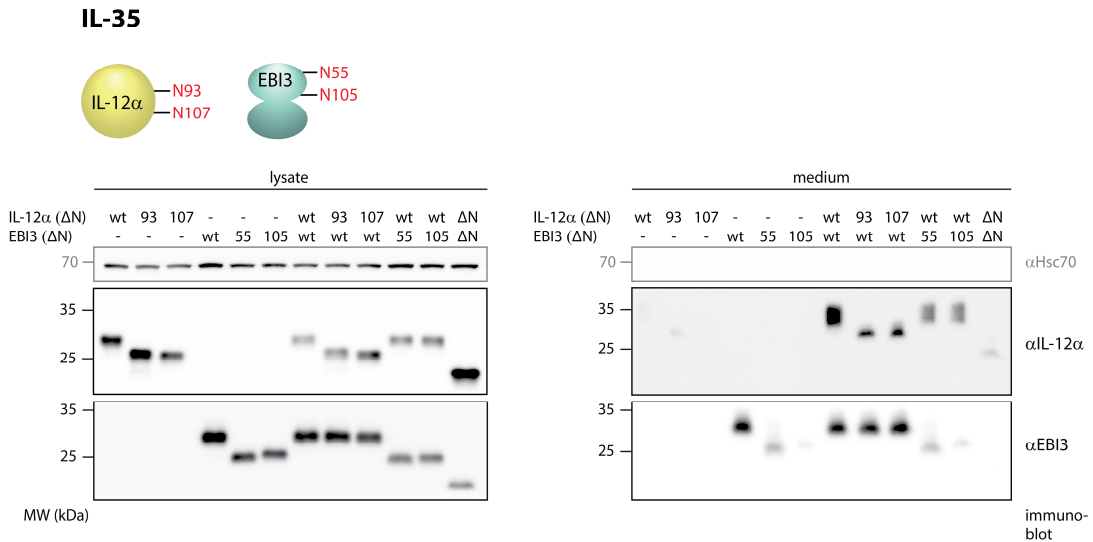 IL-35
IL-12α
N93
N107
EBI3
N55
N105
lysate
IL-12α (ΔN) wt 93 107 - - - wt 93 107 wt wt ΔN
EBI3 (ΔN) - - - wt 55 105 wt wt wt 55 105 ΔN
70
35
25
35
25
MW (kDa)
medium
IL-12α (ΔN) wt 93 107 - - - wt 93 107 wt wt ΔN
EBI3 (ΔN) - - - wt 55 105 wt wt wt 55 105 ΔN
70 αHsc70
35
25 αIL-12α
35
25 αEBI3
immuno-
blot